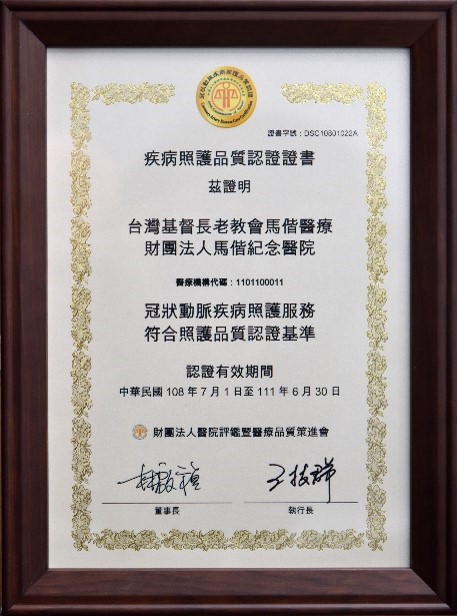 證書字號：DSC10801022A
疾病照護品質認證證書
茲證明
台灣基督長老教會馬偕醫療
財團法人馬偕紀念醫院
醫療機構代碼：1101100011
冠狀動脈疾病照護服務
符合照護品質認證基準
認證有效期間
中華民國 108 年 7 月 1 日至 111 年 6 月 30 日
財團法人醫院評鑑暨醫療品質策進會
董事長
執行長